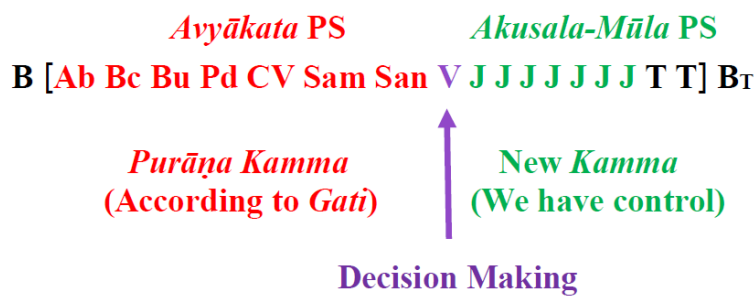 Avyākata PS Akusala-Mūla PS
B [Ab Bc Bu Pd CV Sam San V J J J J J J J T T] BT
Purāṇa Kamma New Kamma
(According to Gati) (We have control)
Decision Making